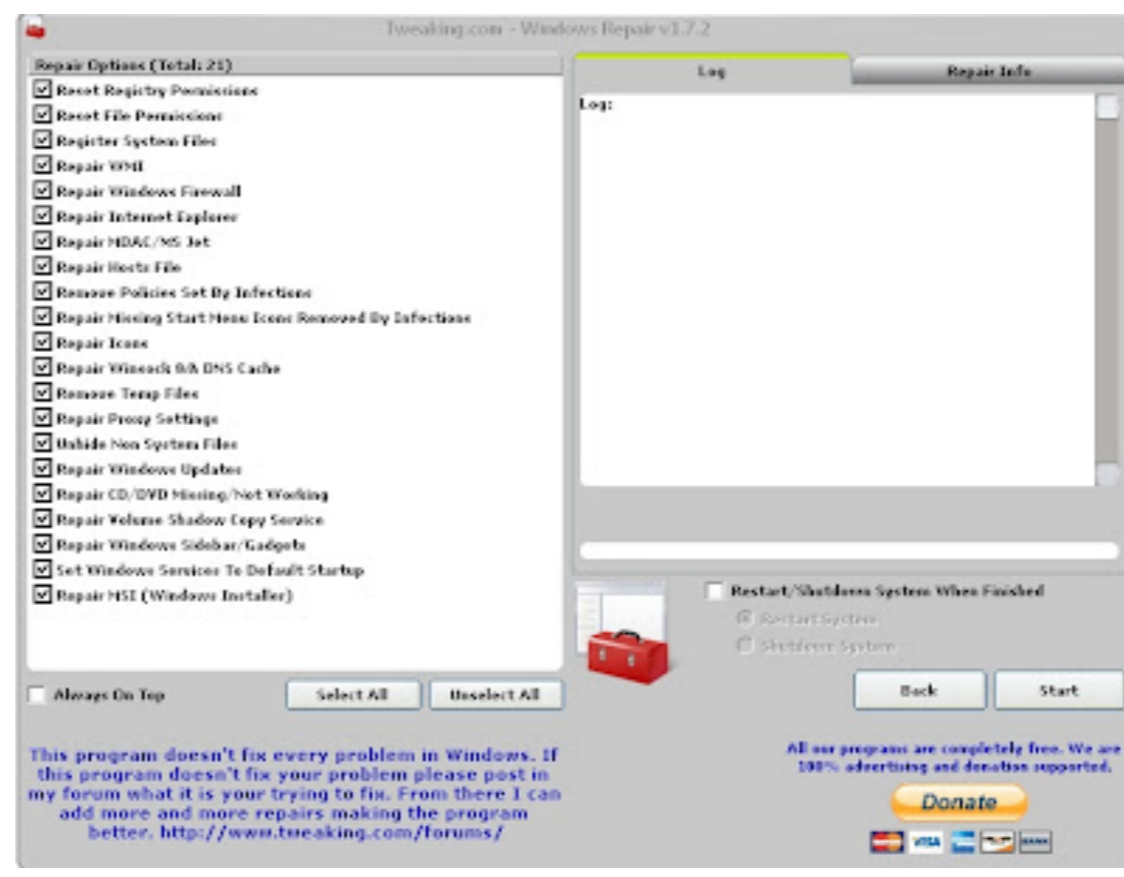 Tweaking.com - Windows Repair v1.7.2
Repair Options (Total: 21)
Reset Registry Permissions
Reset File Permissions
Register System Files
Repair WMI
Repair Windows Firewall
Repair Internet Explorer
Repair MDAC/MS Jet
Repair Hosts File
Remove Policies Set By Infections
Repair Missing Start Menu Icons Removed By Infections
Repair Icons
Repair Winsock & DNS Cache
Remove Temp Files
Repair Proxy Settings
Unhide Non System Files
Repair Windows Updates
Repair CD/DVD Missing/Not Working
Repair Volume Shadow Copy Service
Repair Windows Sidebar/Gadgets
Set Windows Services To Default Startup
Repair MSI (Windows Installer)
Always On Top
Select All
Unselect All
This program doesn't fix every problem in Windows. If
this program doesn't fix your problem please post in
my forum what it is your trying to fix. From there I can
add more and more repairs making the program
better. http://www.tweaking.com/forums/
Log
Repair Info
Log:
Restart/Shutdown System When Finished
Restart System
Shutdown System
Back
Start
All our programs are completely free. We are
100% advertising and donation supported.
Donate
VISA